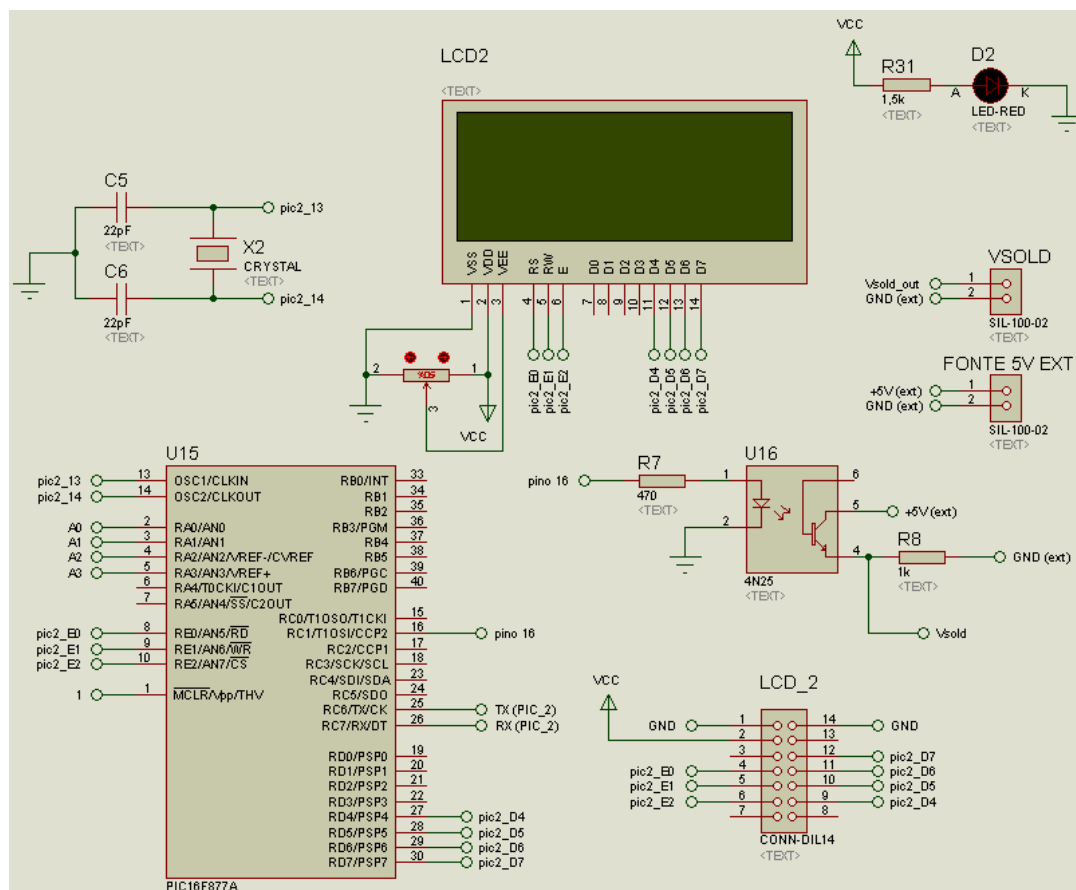 VCC
R31
1,5k
<TEXT>
A
D2
K
LED-RED
<TEXT>
LCD2
<TEXT>
VSS
VDD
VEE
RS
RW
E
D0
D1
D2
D3
D4
D5
D6
D7
1
2
3
4
5
6
7
8
9
10
11
12
13
14
pic2_E0
pic2_E1
pic2_E2
pic2_D4
pic2_D5
pic2_D6
pic2_D7
2
1
3
VCC
C5
22pF
<TEXT>
pic2_13
X2
CRYSTAL
<TEXT>
C6
22pF
<TEXT>
pic2_14
VSOLD
Vsold_out 1
GND (ext) 2
SIL-100-02
<TEXT>
FONTE 5V EXT
+5V (ext) 1
GND (ext) 2
SIL-100-02
<TEXT>
U15
pic2_13 13 OSC1/CLKIN
pic2_14 14 OSC2/CLKOUT
A0 2 RA0/AN0
A1 3 RA1/AN1
A2 4 RA2/AN2/VREF-/CVREF
A3 5 RA3/AN3/VREF+
6 RA4/T0CKI/C1OUT
7 RA5/AN4/SS/C2OUT
pic2_E0 8 RE0/AN5/RD
pic2_E1 9 RE1/AN6/WR
pic2_E2 10 RE2/AN7/CS
1 1 MCLR/Vpp/THV
RB0/INT 33
RB1 34
RB2 35
RB3/PGM 36
RB4 37
RB5 38
RB6/PGC 39
RB7/PGD 40
RC0/T1OSO/T1CKI 15
RC1/T1OSI/CCP2 16 pino 16
RC2/CCP1 17
RC3/SCK/SCL 18
RC4/SDI/SDA 23
RC5/SDO 24
RC6/TX/CK 25 TX (PIC_2)
RC7/RX/DT 26 RX (PIC_2)
RD0/PSP0 19
RD1/PSP1 20
RD2/PSP2 21
RD3/PSP3 22
RD4/PSP4 27 pic2_D4
RD5/PSP5 28 pic2_D5
RD6/PSP6 29 pic2_D6
RD7/PSP7 30 pic2_D7
PIC16F877A
U16
pino 16
R7
470
<TEXT>
1
2
6
5 +5V (ext)
4
R8
1k
<TEXT>
GND (ext)
Vsold
4N25
<TEXT>
LCD_2
VCC
GND 1 14 GND
2 13
3 12 pic2_D7
pic2_E0 4 11 pic2_D6
pic2_E1 5 10 pic2_D5
pic2_E2 6 9 pic2_D4
7 8
CONN-DIL14
<TEXT>